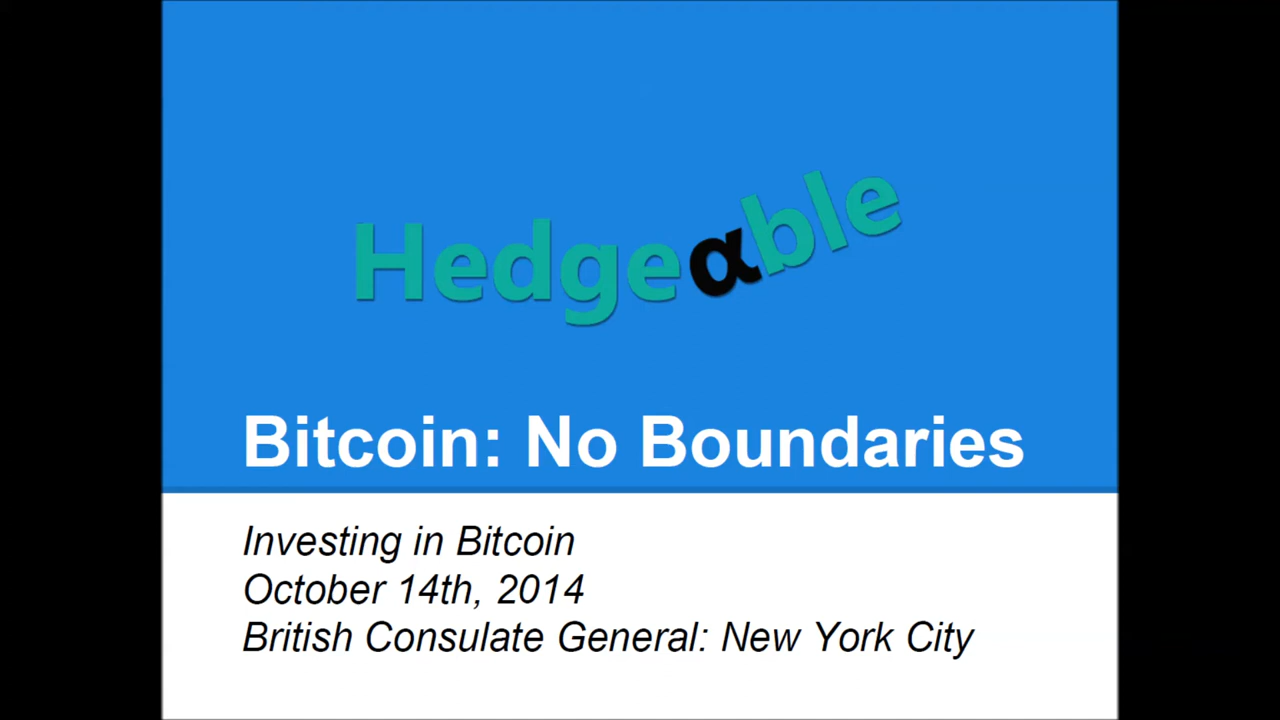 Hedgeαble
Bitcoin: No Boundaries
Investing in Bitcoin
October 14th, 2014
British Consulate General: New York City